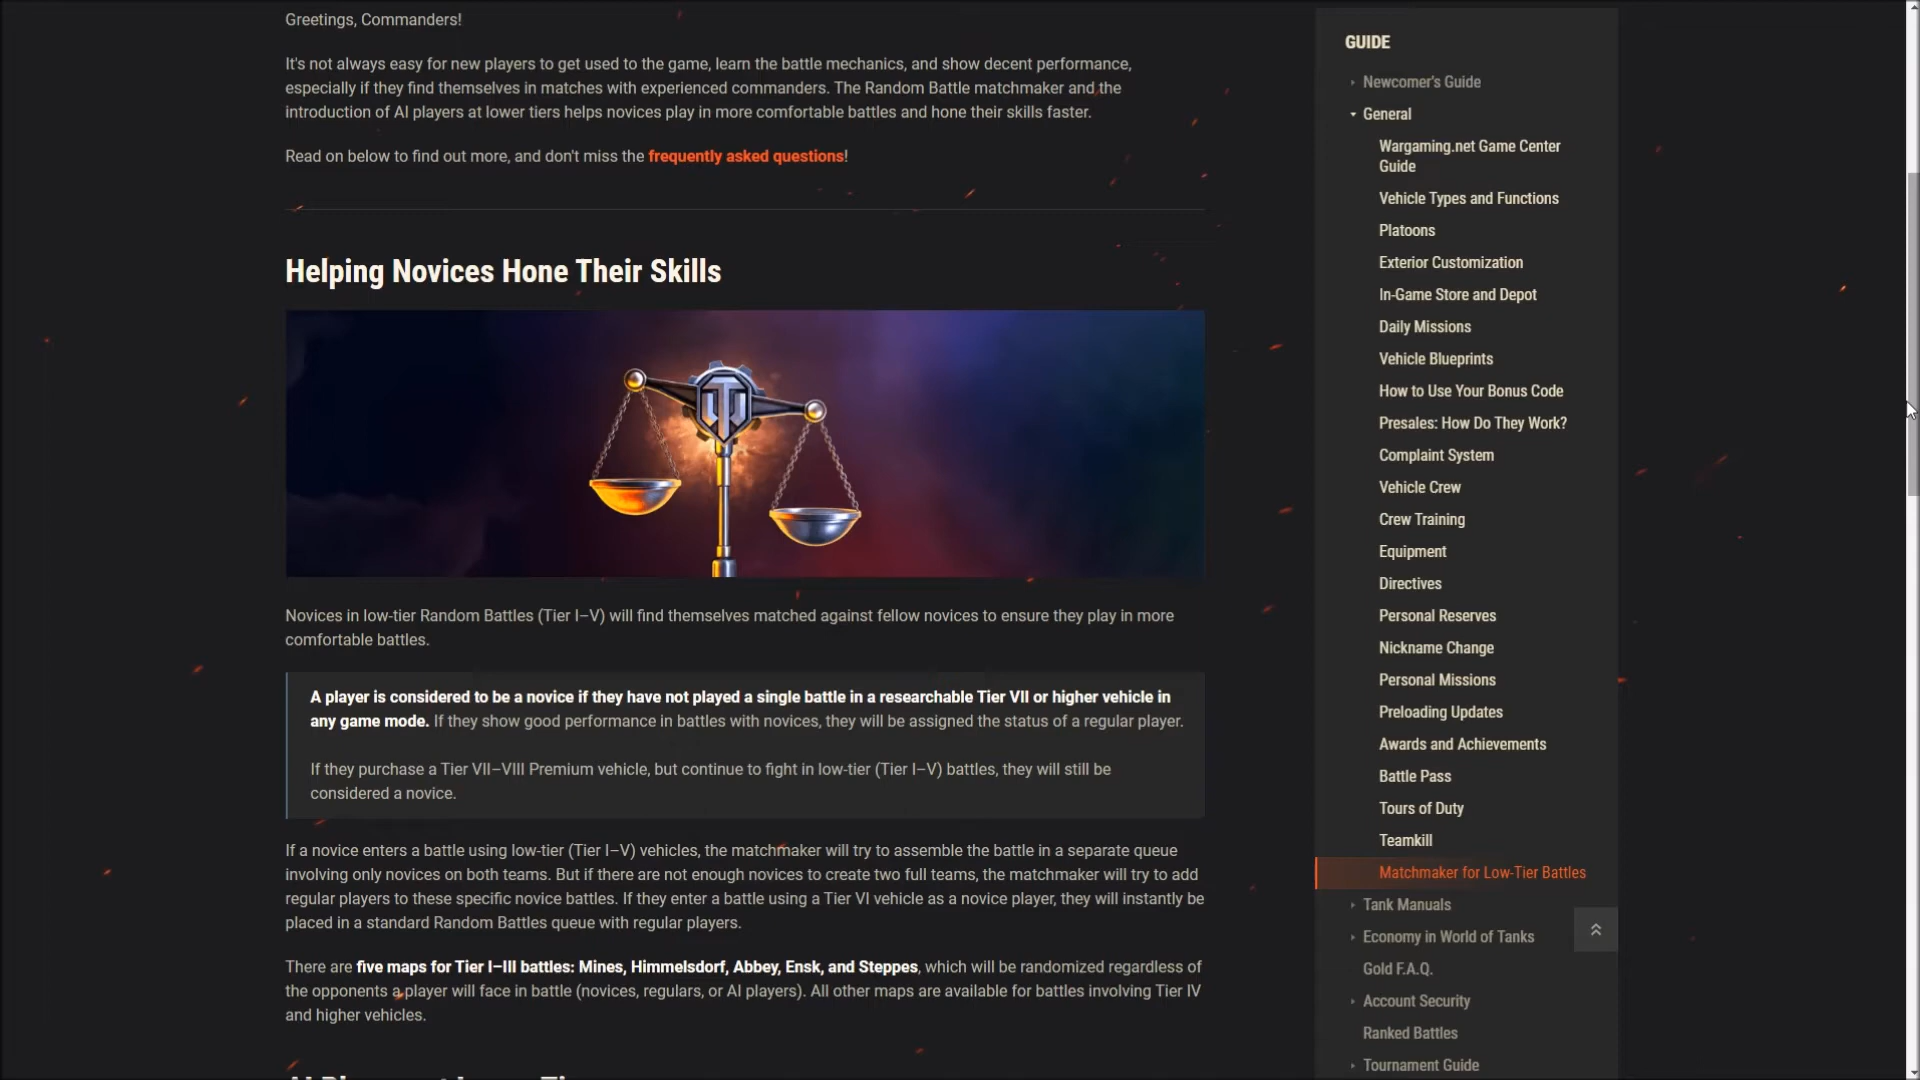 Greetings, Commanders!
It's not always easy for new players to get used to the game, learn the battle mechanics, and show decent performance,
especially if they find themselves in matches with experienced commanders. The Random Battle matchmaker and the
introduction of AI players at lower tiers helps novices play in more comfortable battles and hone their skills faster.
Read on below to find out more, and don't miss the frequently asked questions!
Helping Novices Hone Their Skills
Novices in low-tier Random Battles (Tier I–V) will find themselves matched against fellow novices to ensure they play in more
comfortable battles.
A player is considered to be a novice if they have not played a single battle in a researchable Tier VII or higher vehicle in
any game mode. If they show good performance in battles with novices, they will be assigned the status of a regular player.
If they purchase a Tier VII–VIII Premium vehicle, but continue to fight in low-tier (Tier I–V) battles, they will still be
considered a novice.
If a novice enters a battle using low-tier (Tier I–V) vehicles, the matchmaker will try to assemble the battle in a separate queue
involving only novices on both teams. But if there are not enough novices to create two full teams, the matchmaker will try to add
regular players to these specific novice battles. If they enter a battle using a Tier VI vehicle as a novice player, they will instantly be
placed in a standard Random Battles queue with regular players.
There are five maps for Tier I–III battles: Mines, Himmelsdorf, Abbey, Ensk, and Steppes, which will be randomized regardless of
the opponents a player will face in battle (novices, regulars, or AI players). All other maps are available for battles involving Tier IV
and higher vehicles.
GUIDE
Newcomer's Guide
General
Wargaming.net Game Center
Guide
Vehicle Types and Functions
Platoons
Exterior Customization
In-Game Store and Depot
Daily Missions
Vehicle Blueprints
How to Use Your Bonus Code
Presales: How Do They Work?
Complaint System
Vehicle Crew
Crew Training
Equipment
Directives
Personal Reserves
Nickname Change
Personal Missions
Preloading Updates
Awards and Achievements
Battle Pass
Tours of Duty
Teamkill
Matchmaker for Low-Tier Battles
Tank Manuals
Economy in World of Tanks
Gold F.A.Q.
Account Security
Ranked Battles
Tournament Guide